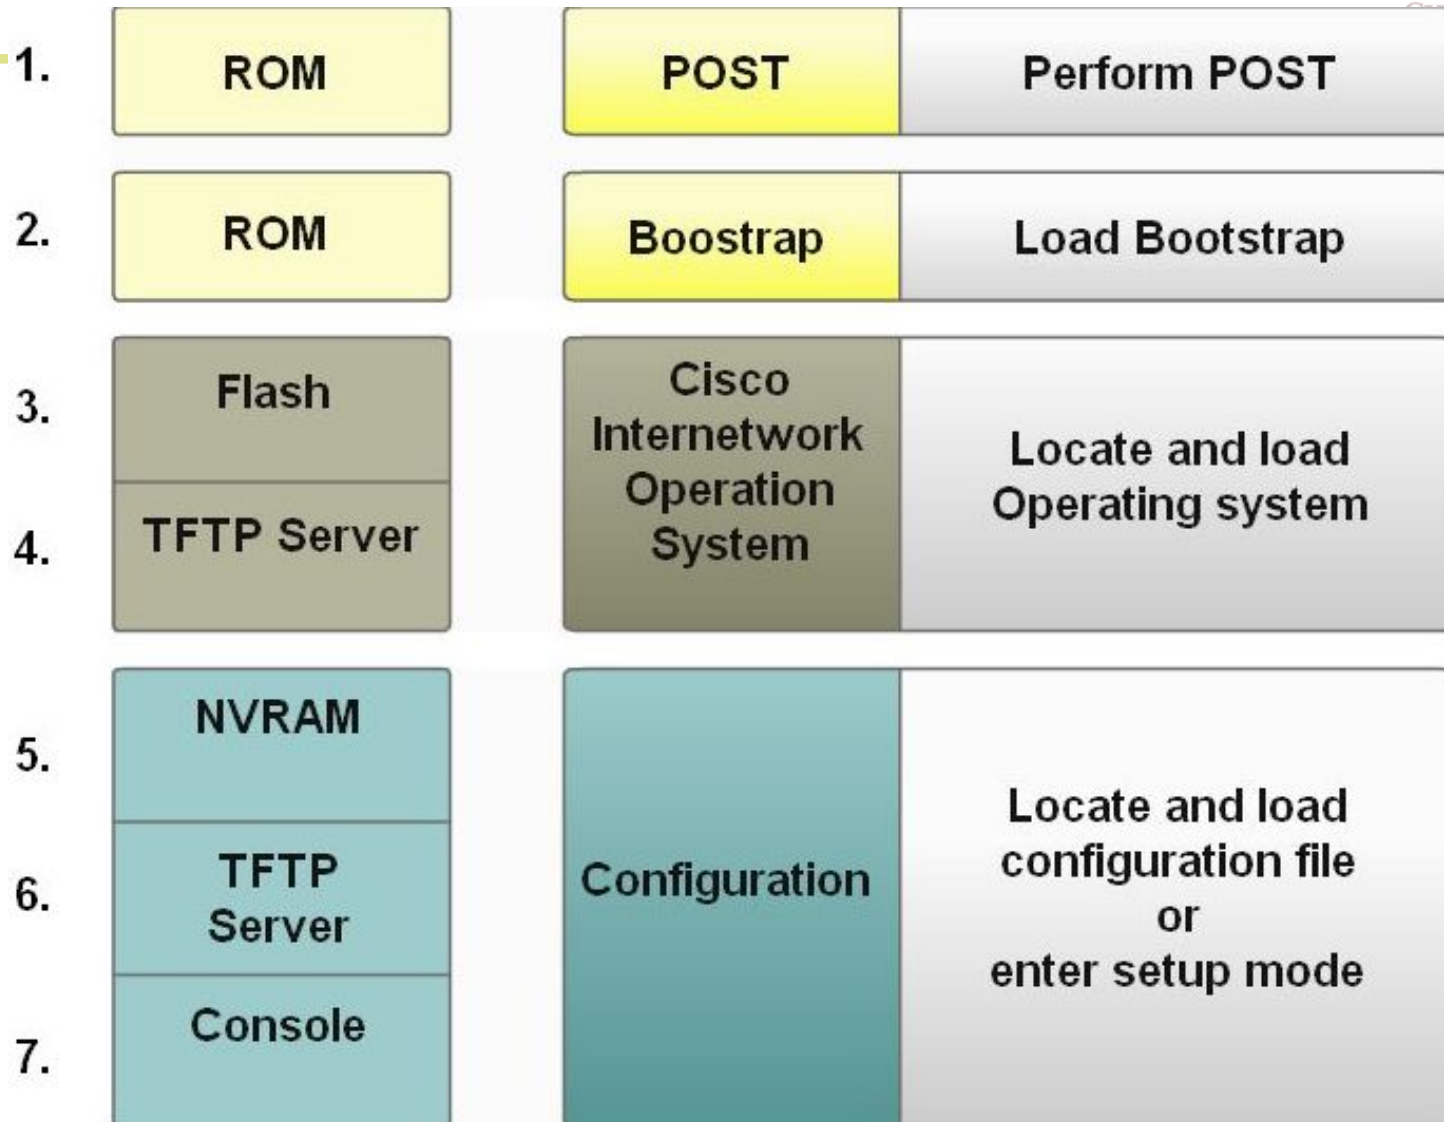 1.
ROM
POST
Perform POST
2.
ROM
Boostrap
Load Bootstrap
3.
Flash
4.
TFTP Server
Cisco
Internetwork
Operation
System
Locate and load
Operating system
5.
NVRAM
6.
TFTP
Server
7.
Console
Configuration
Locate and load
configuration file
or
enter setup mode